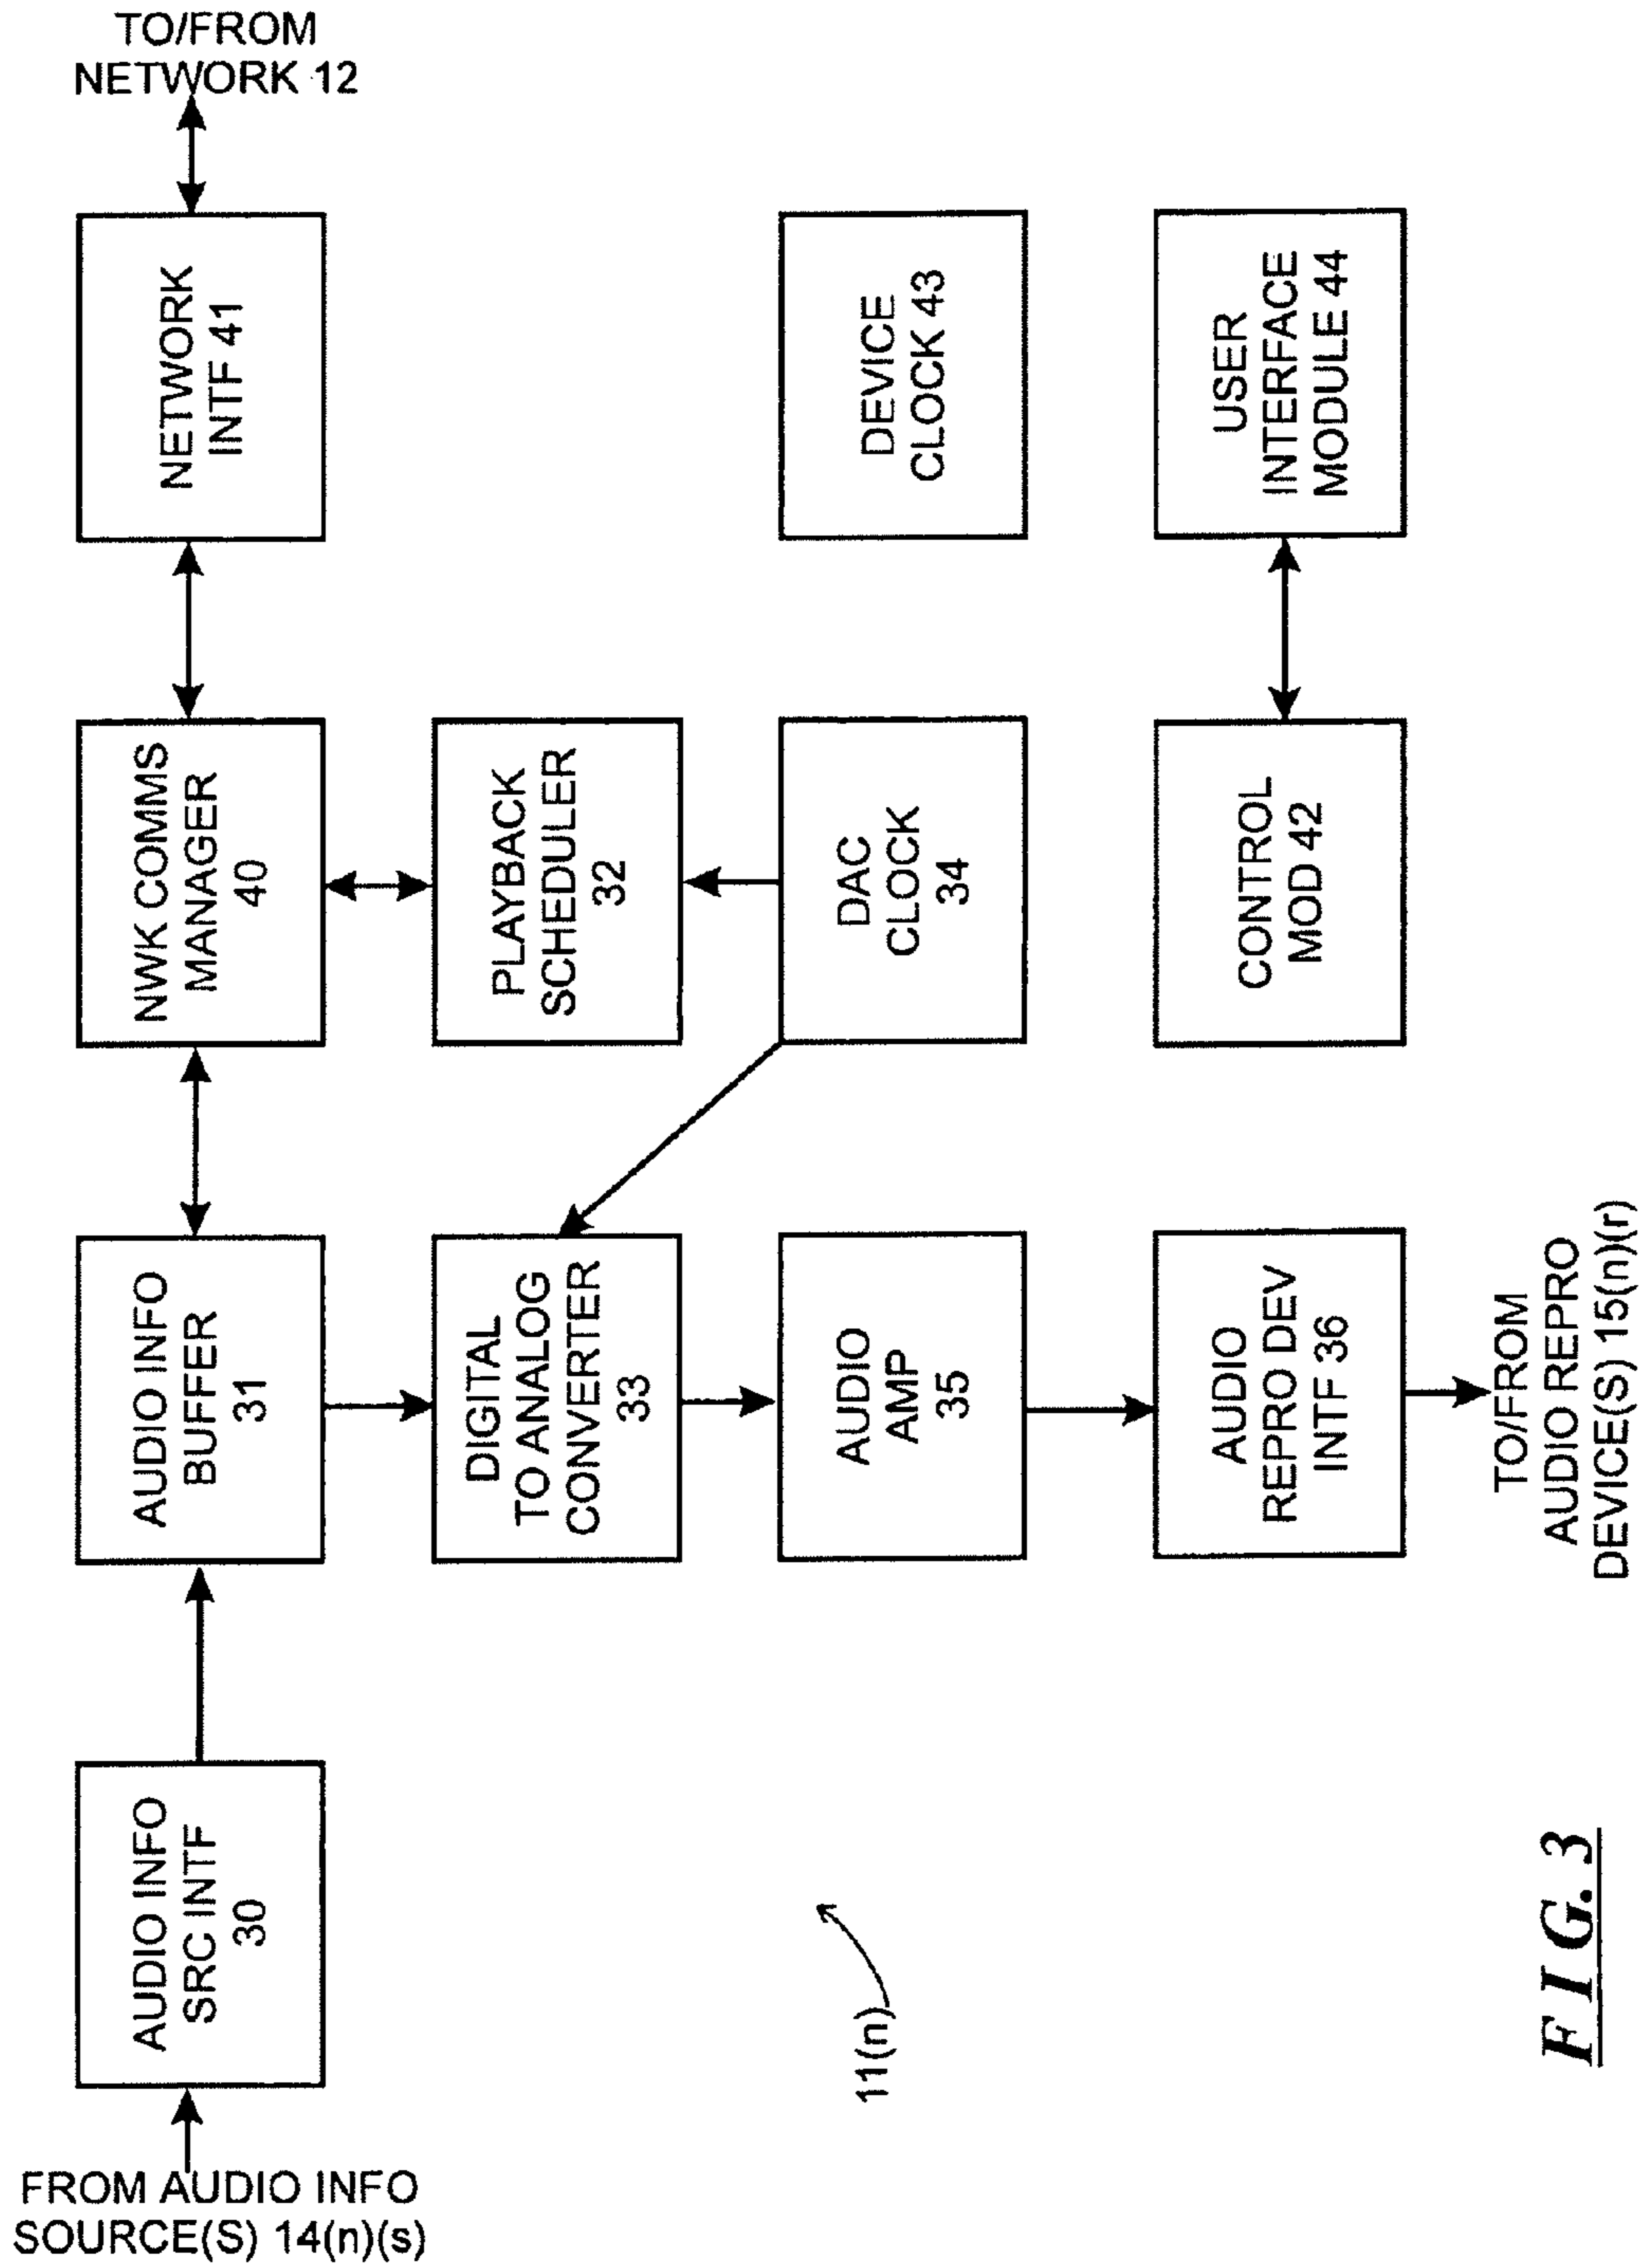 FROM AUDIO INFO
SOURCE(S) 14(n)(s)
AUDIO INFO
SRC INTF
30
AUDIO INFO
BUFFER
31
NWK COMMS
MANAGER
40
NETWORK
INTF 41
TO/FROM
NETWORK 12
DIGITAL
TO ANALOG
CONVERTER
33
PLAYBACK
SCHEDULER
32
AUDIO
AMP
35
DAC
CLOCK
34
DEVICE
CLOCK 43
AUDIO
REPRO DEV
INTF 36
CONTROL
MOD 42
USER
INTERFACE
MODULE 44
11(n)
TO/FROM
AUDIO REPRO
DEVICE(S) 15(n)(r)
FIG. 3